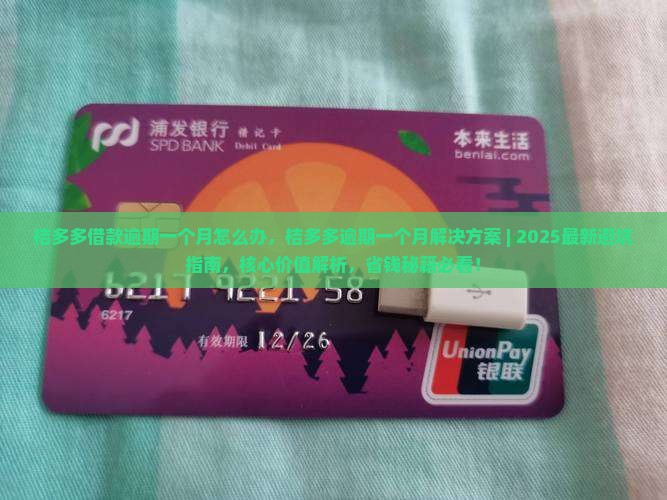 浦发银行 借记卡
SPD BANK Debit Card
本来生活
benlai.com
桔多多借款逾期一个月怎么办，桔多多逾期一个月解决方案 | 2025最新避坑
指南，核心价值解析，省钱秘籍必看！
6217 9221 58
6217
有效期限 12/26
UnionPay
银联